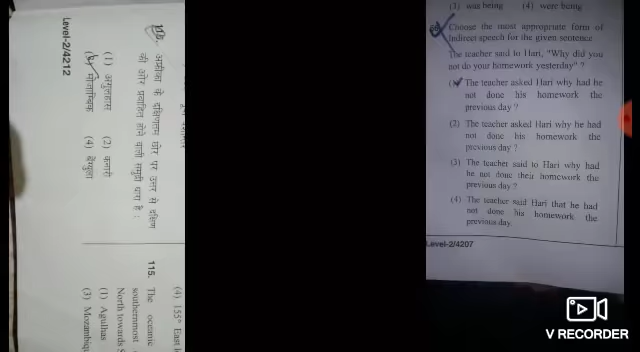 (3) was being (4) were being
Choose the most appropriate form of
Indirect speech for the given sentence
The teacher said to Hari, "Why did you
not do your homework yesterday" ?
(1) The teacher asked Hari why had he
not done his homework the
previous day ?
(2) The teacher asked Hari why he had
not done his homework the
previous day ?
(3) The teacher said to Hari why had
he not done their homework the
previous day ?
(4) The teacher said Hari that he had
not done his homework the
previous day.
Level-2/4207
अफ्रीका के दक्षिणतम छोर पर उत्तर से दक्षिण
की ओर प्रवाहित होने वाली समुद्री धारा है :
(1) अगुलहास (2) कनारी
(3) मोजाम्बिक (4) बेंगुला
Level-2/4212
(4) 155° East
115. The oceanic
southernmost
North towards
(1) Agulhas
(3) Mozambiq
V RECORDER